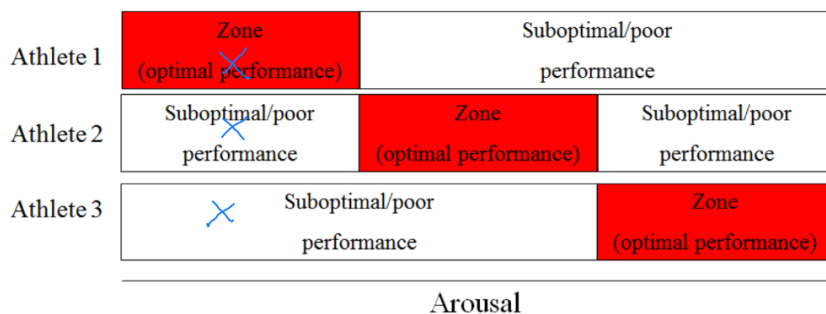 Athlete 1
Zone
(optimal performance)
Suboptimal/poor
performance
Athlete 2
Suboptimal/poor
performance
Zone
(optimal performance)
Suboptimal/poor
performance
Athlete 3
Suboptimal/poor
performance
Zone
(optimal performance)
Arousal